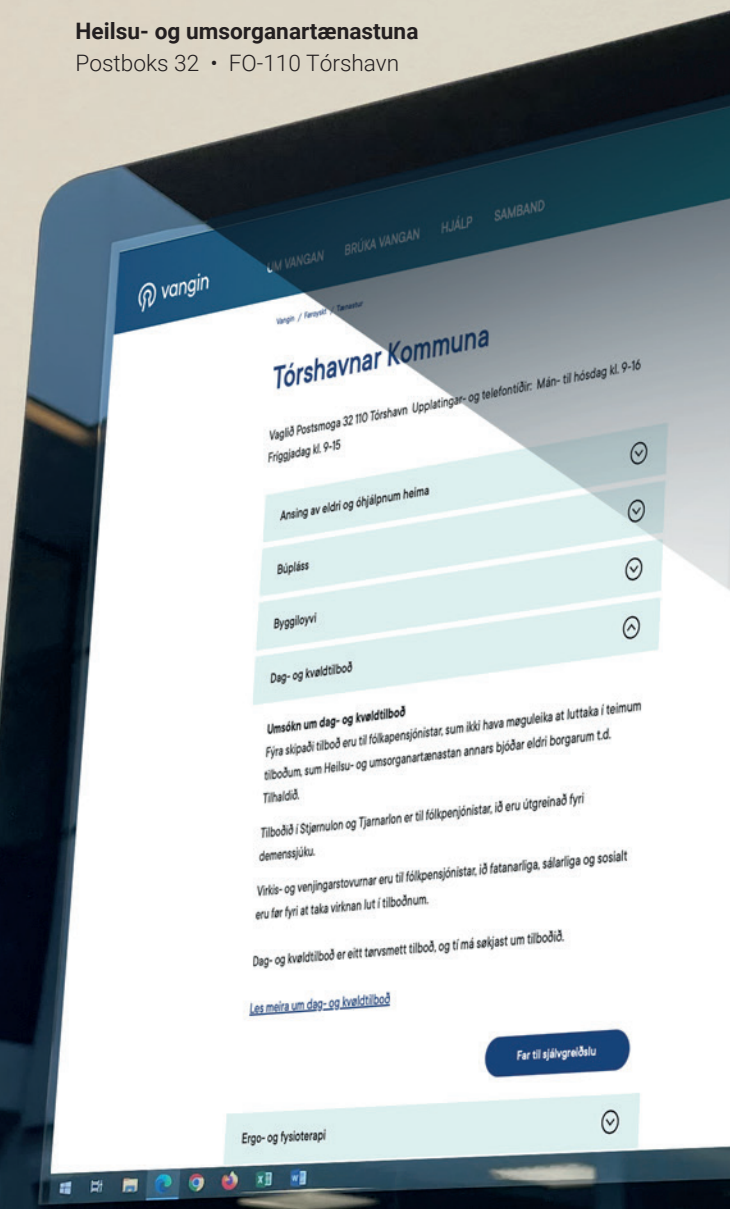 Heilsu- og umsorganartænastuna
Postboks 32 • FO-110 Tórshavn
vangin
UM VANGAN
BRÚKA VANGAN
HJÁLP
SAMBAND
Vangin / Føroyskt / Tænastur
Tórshavnar Kommuna
Vaglið Postsmoga 32 110 Tórshavn Upplatingar- og telefontíðir: Mán- til hósdag kl. 9-16
Fríggjadag kl. 9-15
Ansing av eldri og óhjálpnum heima
Búpláss
Byggiloyvi
Dag- og kvøldtilboð
Umsókn um dag- og kvøldtilboð
Fýra skipaði tilboð eru til fólkapensjónistar, sum ikki hava møguleika at luttaka í teimum
tilboðum, sum Heilsu- og umsorganartænastan annars bjóðar eldri borgarum t.d.
Tilhaldið.
Tilboðið í Stjørnulon og Tjarnarlon er til fólkpenjónistar, ið eru útgreinað fyri
demenssjúku.
Virkis- og venjingarstovurnar eru til fólkpensjónistar, ið fatanarliga, sálarliga og sosialt
eru før fyri at taka virknan lut í tilboðnum.
Dag- og kvøldtilboð er eitt tørvsmett tilboð, og tí má søkjast um tilboðið.
Les meira um dag- og kvøldtilboð
Far til sjálvgreiðslu
Ergo- og fysioterapi